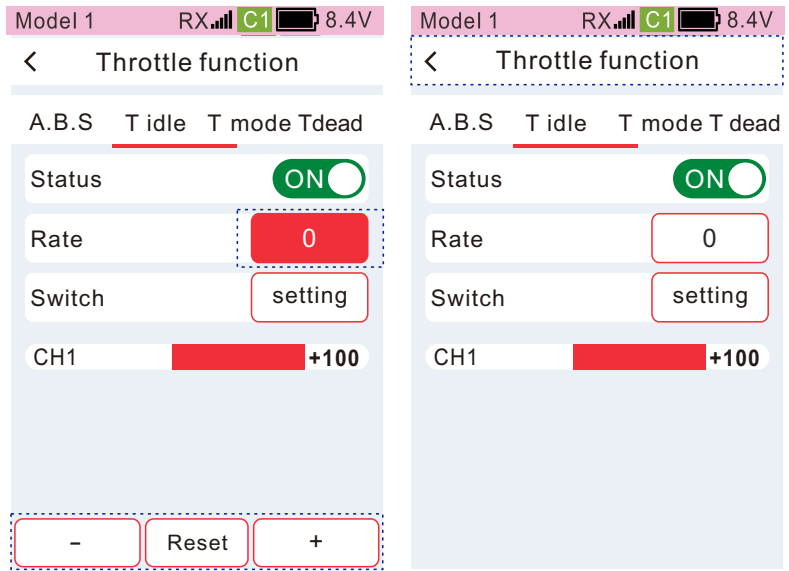 Model 1 RX C1 8.4V
< Throttle function
A.B.S T idle T mode Tdead
Status ON
Rate 0
Switch setting
CH1 +100
- Reset +
Model 1 RX C1 8.4V
< Throttle function
A.B.S T idle T mode T dead
Status ON
Rate 0
Switch setting
CH1 +100